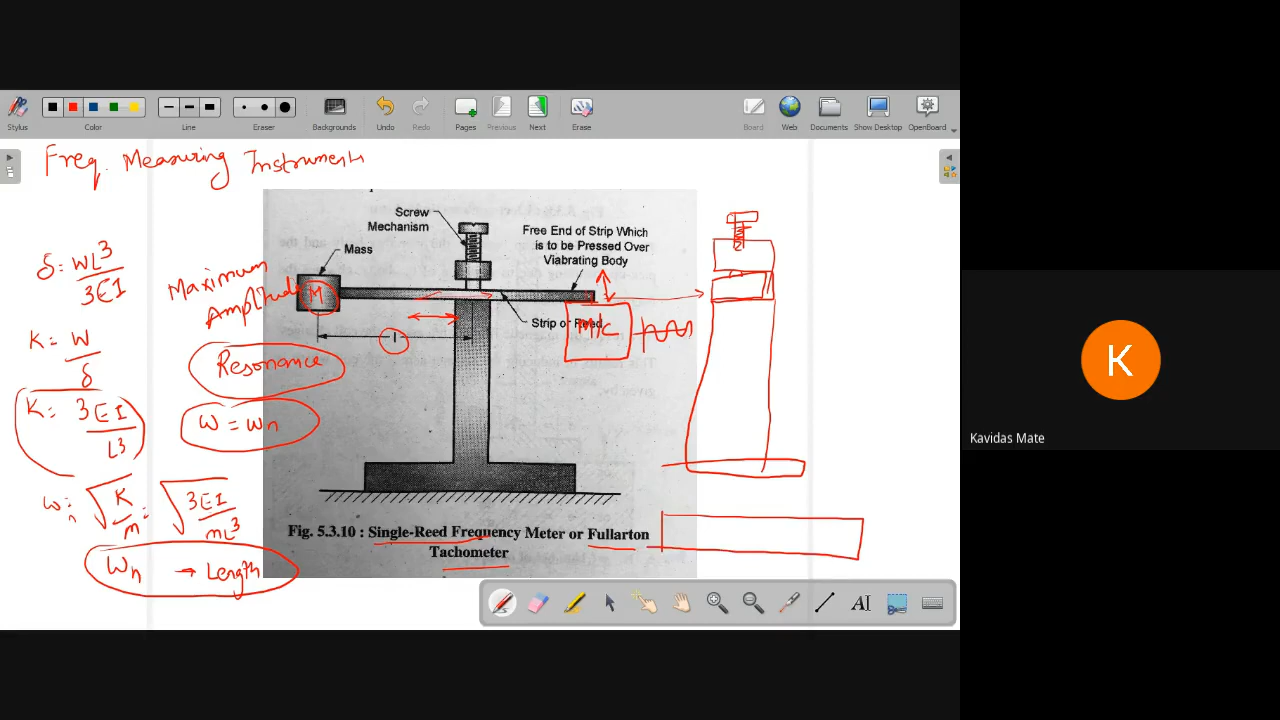 Stylus
Color
Line
Eraser
Backgrounds
Undo
Redo
Pages
Previous
Next
Erase
Board
Web
Documents
Show Desktop
OpenBoard
Freq. Measuring Instruments
Screw
Mechanism
Mass
Free End of Strip Which
is to be Pressed Over
Viabrating Body
Strip or Reed
M
l
M/C
δ = WL³/3EI
K = W/δ
K = 3EI/L³
ωn = √K/m = √3EI/mL³
ωn → Length
Maximum
Amplitude
Resonance
ω = ωn
Fig. 5.3.10 : Single-Reed Frequency Meter or Fullarton
Tachometer
AI
K
Kavidas Mate